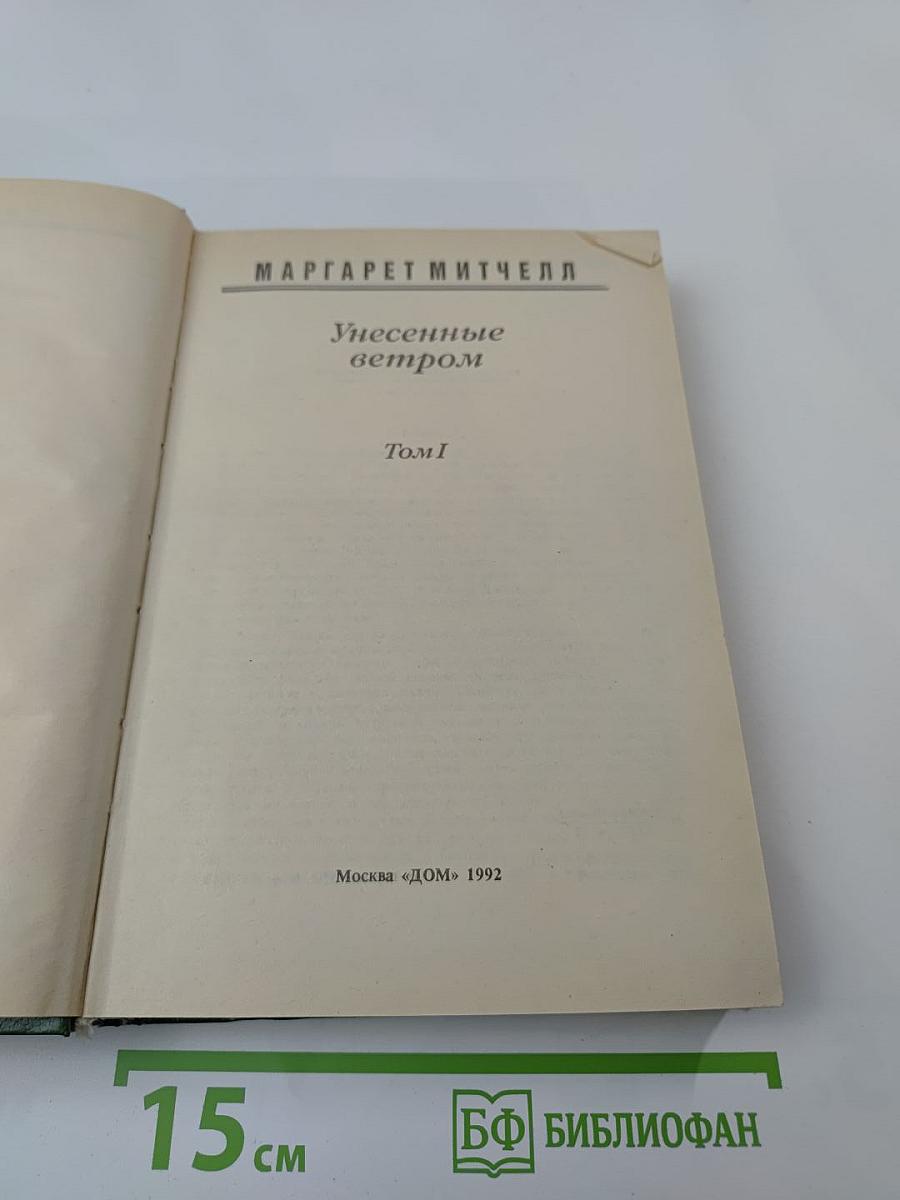 МАРГАРЕТ МИТЧЕЛЛ
Унесенные
ветром
Том I
Москва «ДОМ» 1992
15 см
БФ БИБЛИОФАН